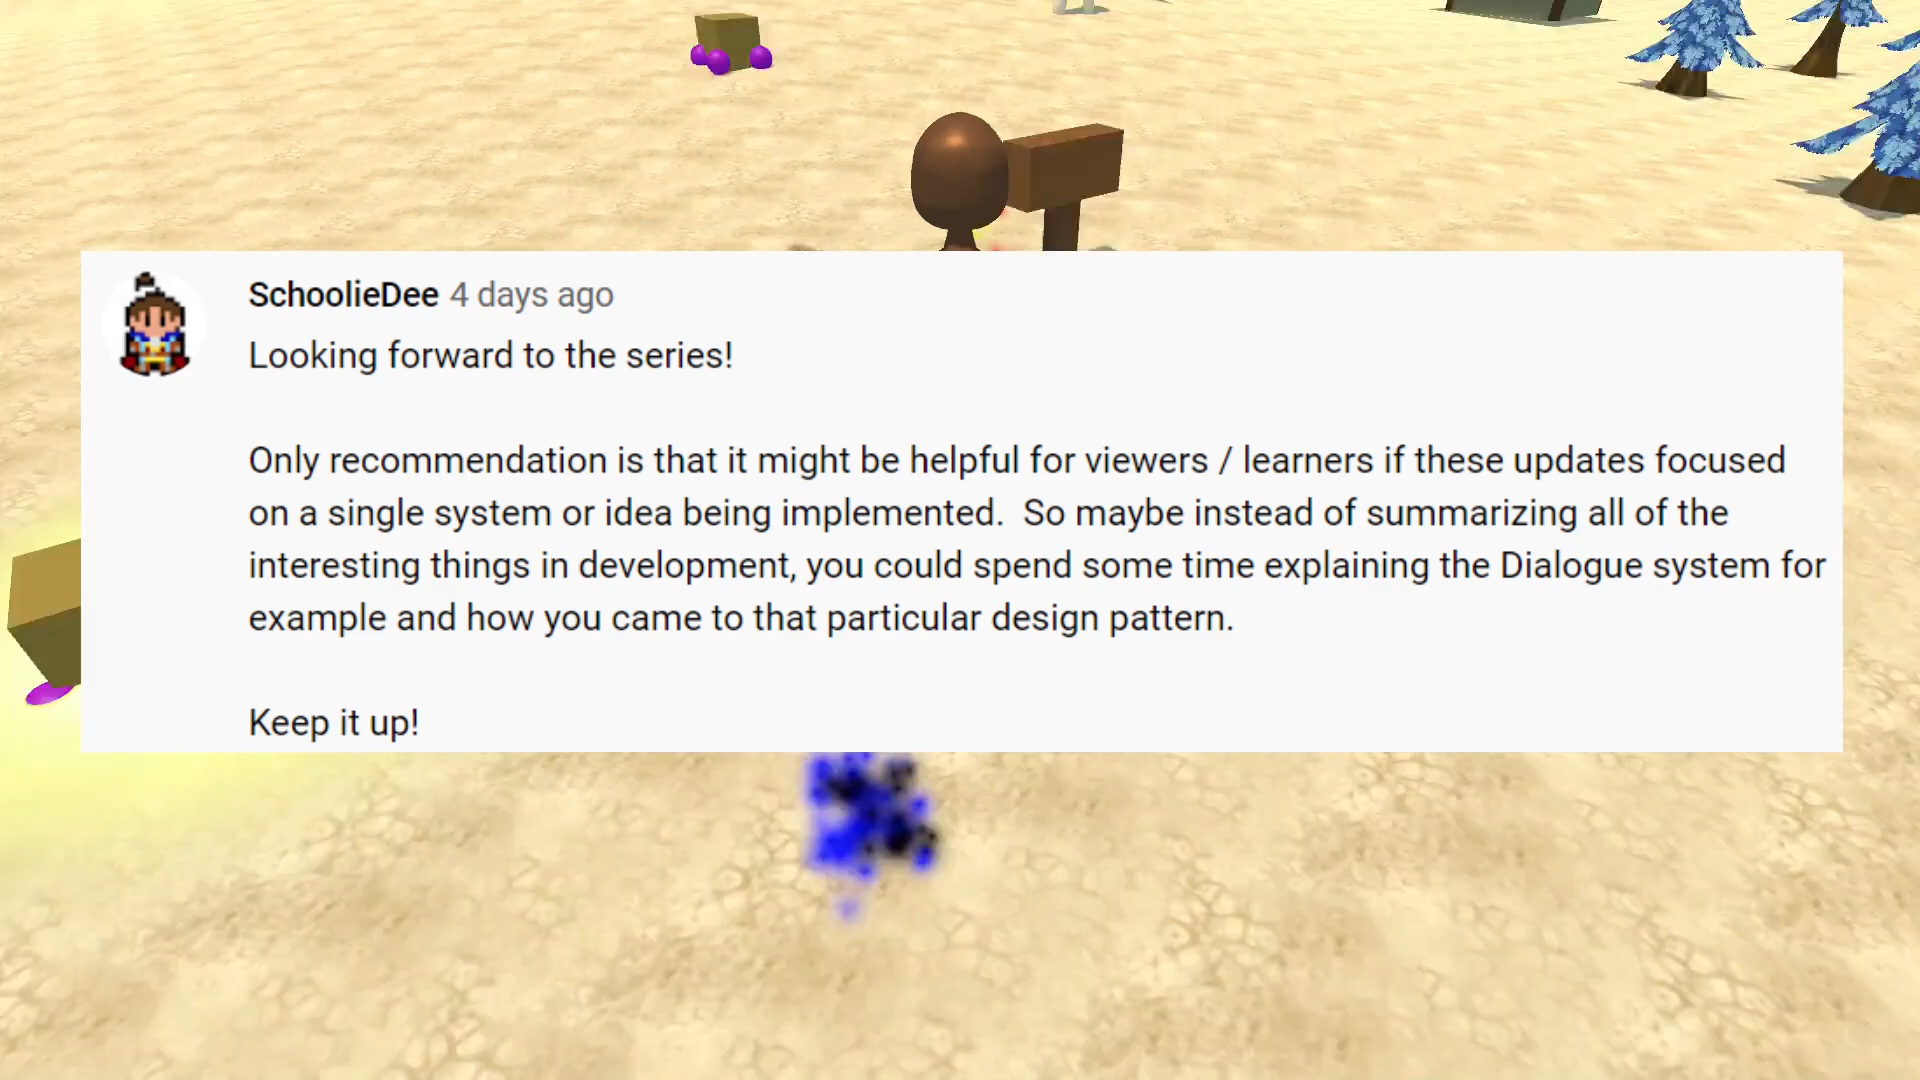 SchoolieDee 4 days ago
Looking forward to the series!
Only recommendation is that it might be helpful for viewers / learners if these updates focused
on a single system or idea being implemented.  So maybe instead of summarizing all of the
interesting things in development, you could spend some time explaining the Dialogue system for
example and how you came to that particular design pattern.
Keep it up!